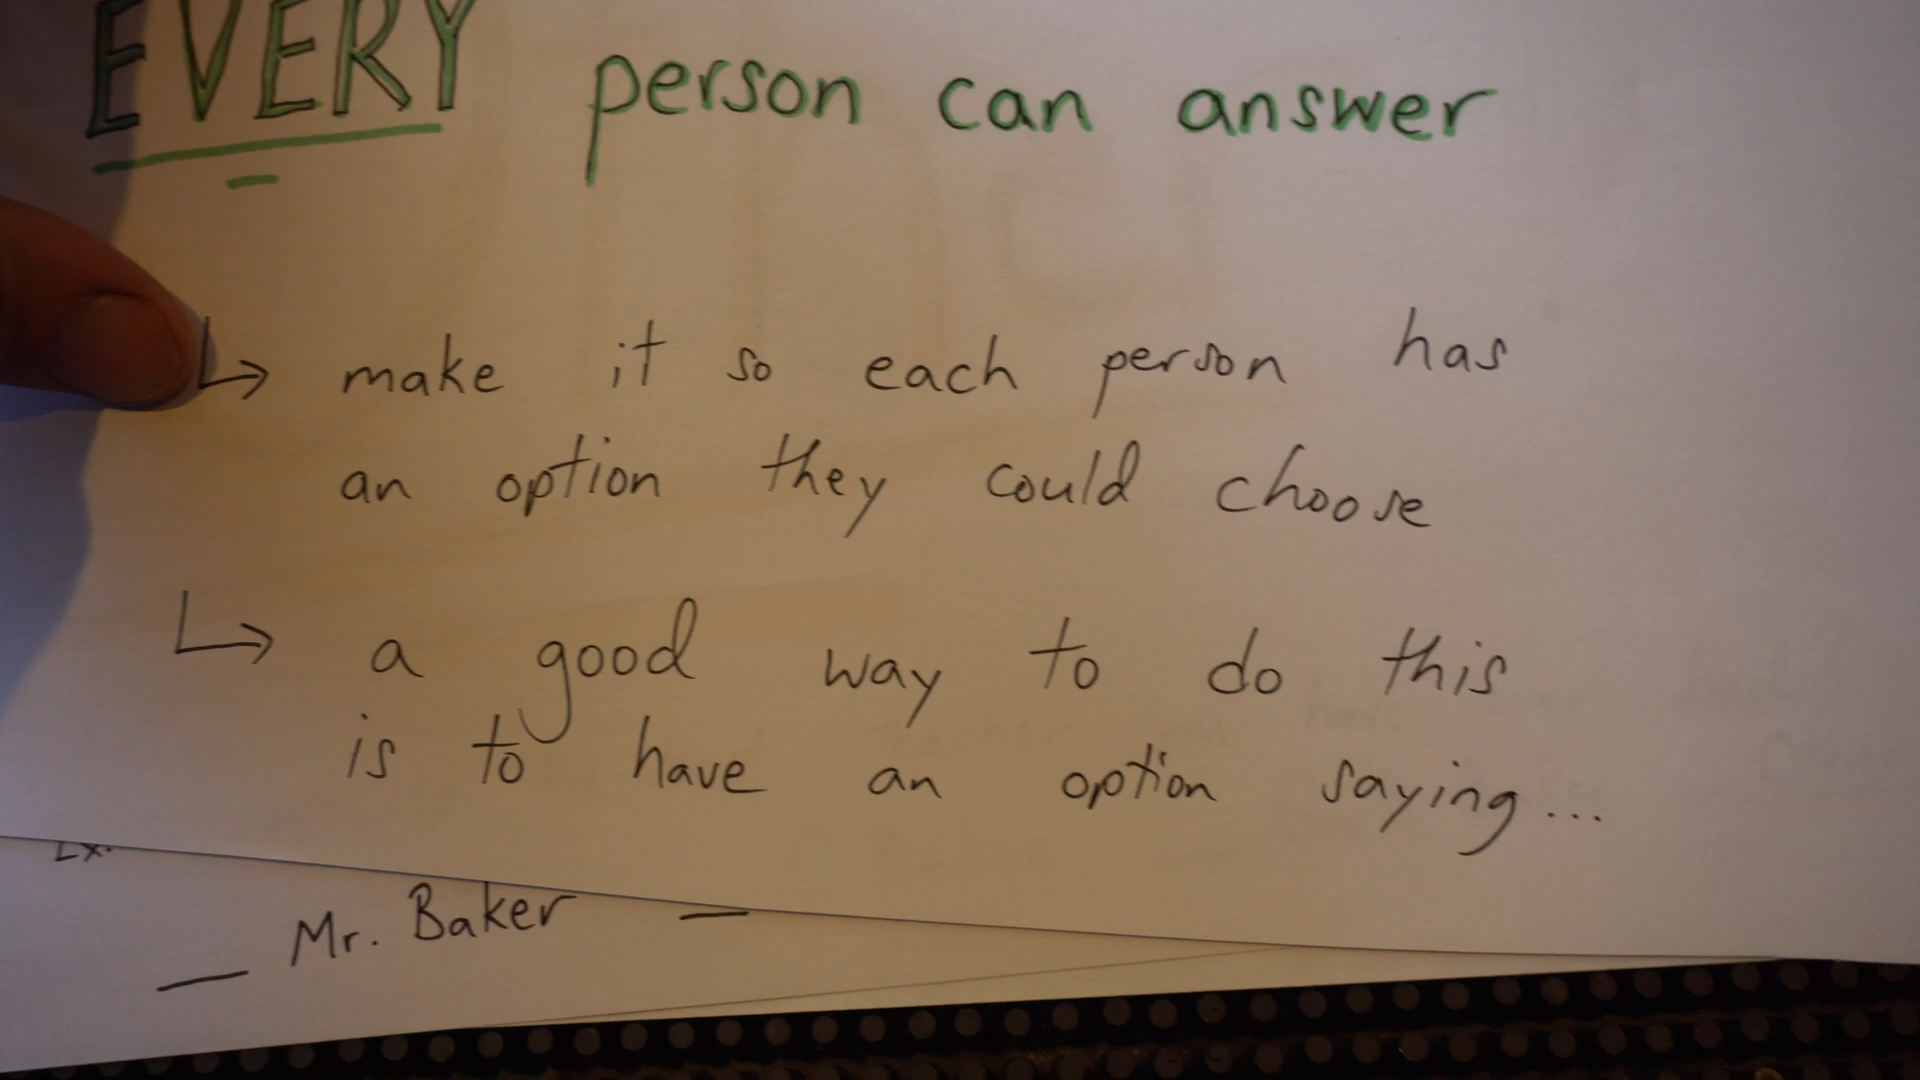 EVERY person can answer
↳ make it so each person has
an option they could choose
↳ a good way to do this
is to have an option saying...
Ex.
— Mr. Baker —